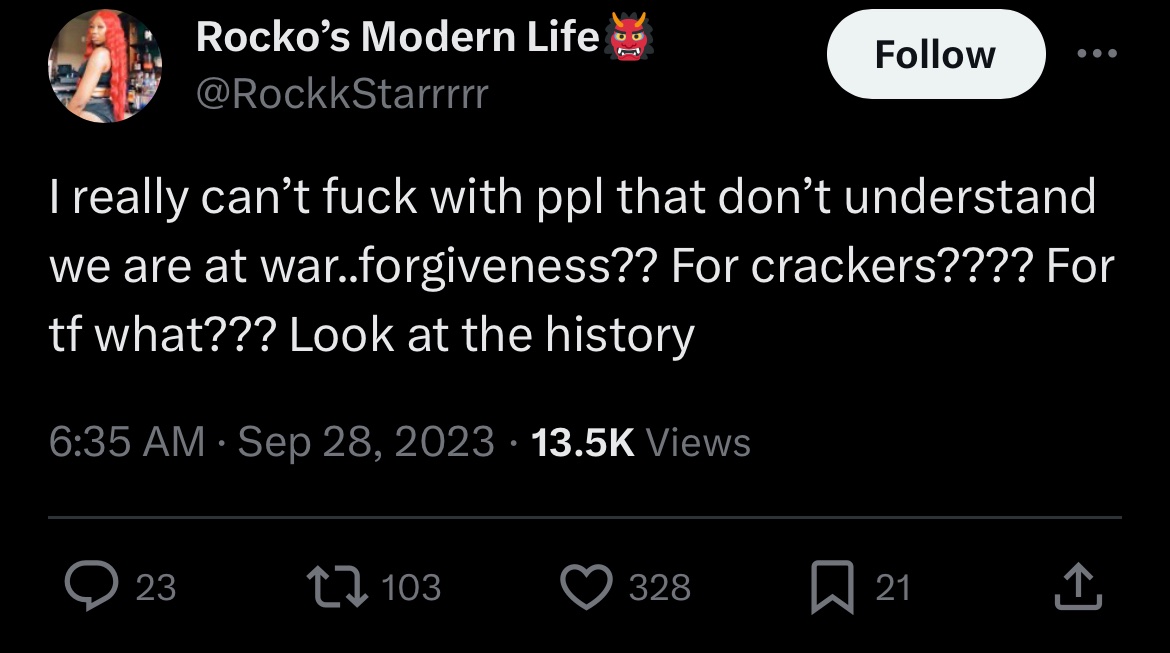 Rocko’s Modern Life👹
Follow
@RockkStarrrrr
I really can’t fuck with ppl that don’t understand
we are at war..forgiveness?? For crackers???? For
tf what??? Look at the history
6:35 AM · Sep 28, 2023 · 13.5K Views
23 103 328 21